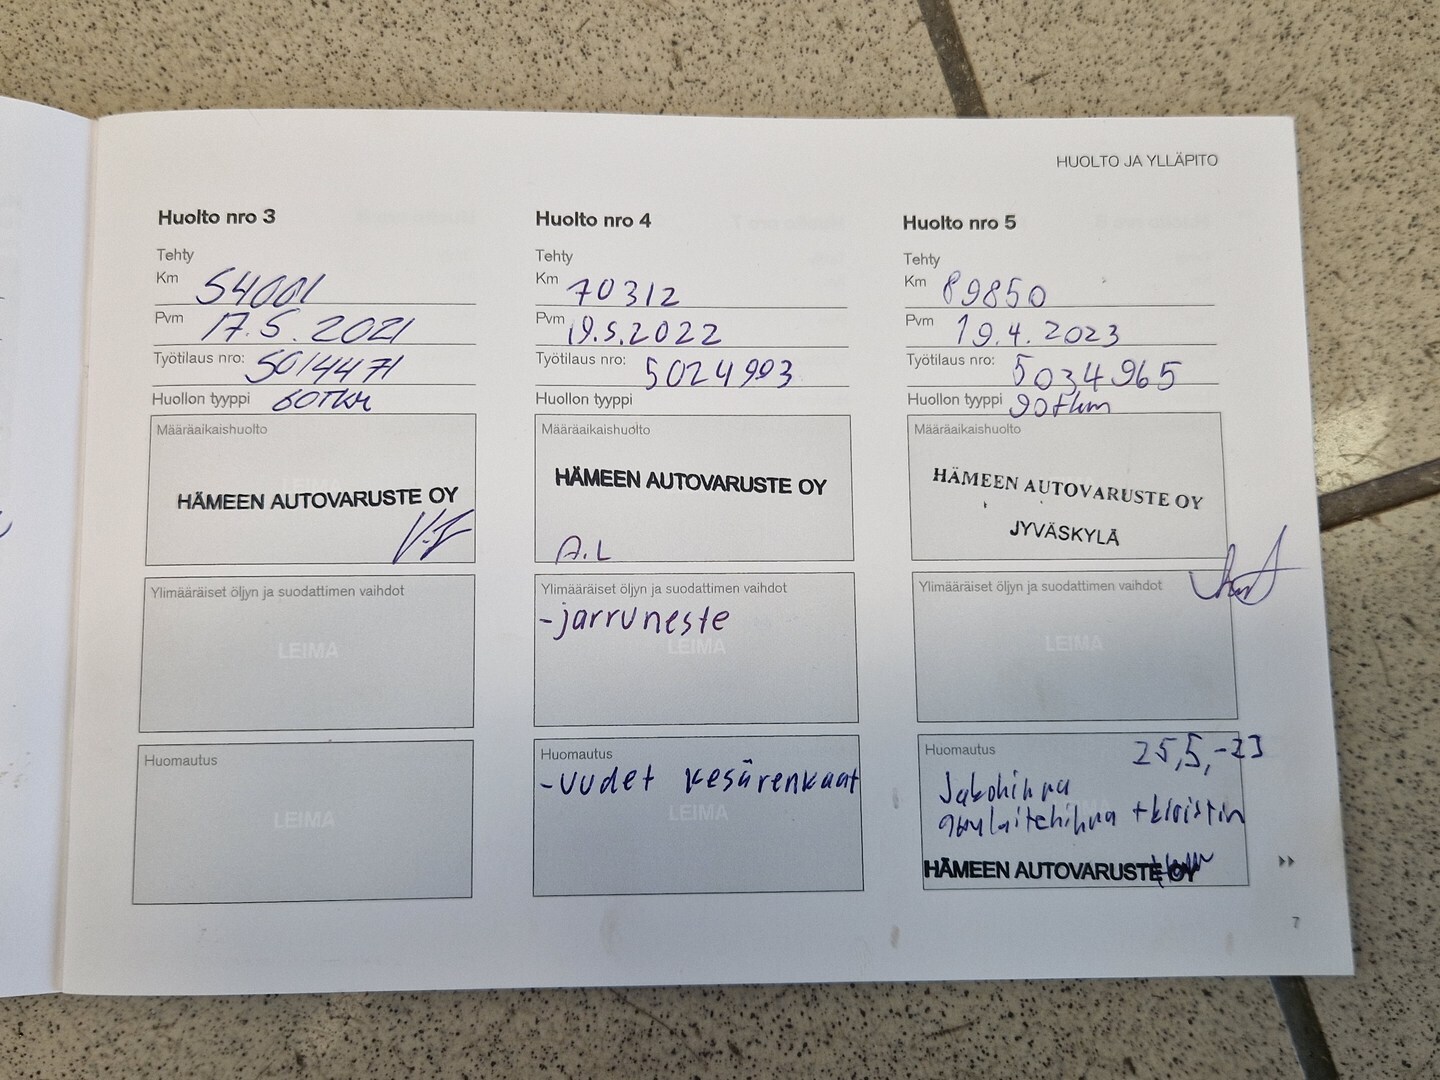 HUOLTO JA YLLÄPITO
Huolto nro 3
Tehty
Km 54001
Pvm 17.5.2021
Työtilaus nro: 5014471
Huollon tyyppi 60TKM
Määräaikaishuolto
HÄMEEN AUTOVARUSTE OY
Ylimääräiset öljyn ja suodattimen vaihdot
LEIMA
Huomautus
LEIMA
Huolto nro 4
Tehty
Km 70312
Pvm 19.5.2022
Työtilaus nro: 5024993
Huollon tyyppi
Määräaikaishuolto
HÄMEEN AUTOVARUSTE OY
A.L
Ylimääräiset öljyn ja suodattimen vaihdot
-jarruneste
LEIMA
Huomautus
-uudet kesärenkaat
LEIMA
Huolto nro 5
Tehty
Km 89850
Pvm 19.4.2023
Työtilaus nro: 5034965
Huollon tyyppi 90tkm
Määräaikaishuolto
HÄMEEN AUTOVARUSTE OY
JYVÄSKYLÄ
Ylimääräiset öljyn ja suodattimen vaihdot
LEIMA
Huomautus 25,5,-23
Jakohihna
apulaitehihna +kiristin
HÄMEEN AUTOVARUSTE OY
7